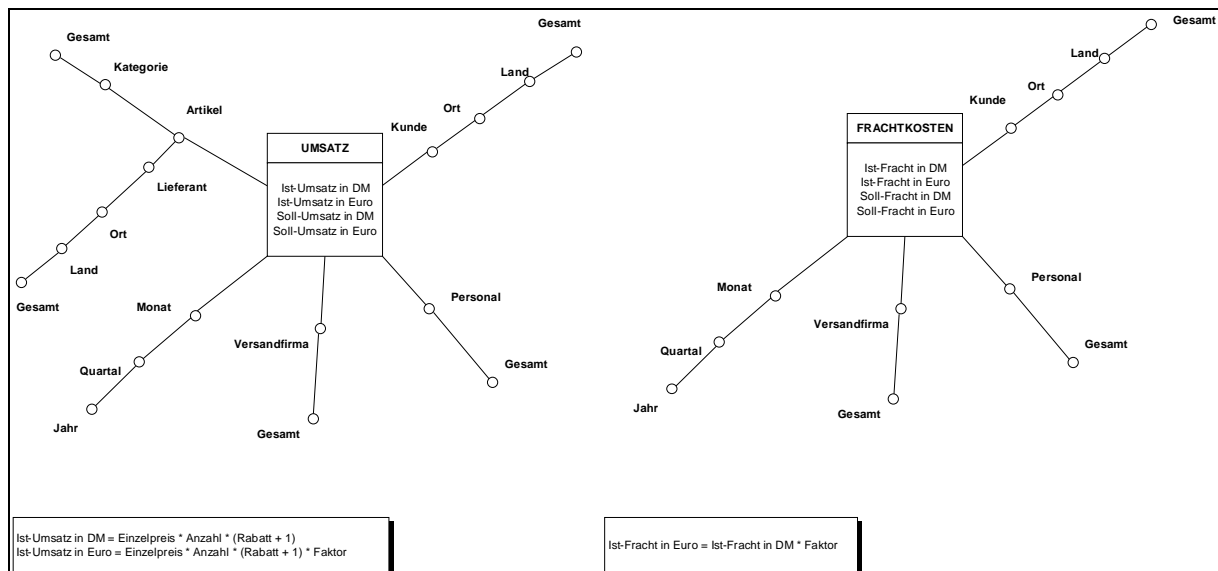 Gesamt
Kategorie
Artikel
Lieferant
Ort
Land
Gesamt
UMSATZ
Ist-Umsatz in DM
Ist-Umsatz in Euro
Soll-Umsatz in DM
Soll-Umsatz in Euro
Gesamt
Land
Ort
Kunde
Monat
Quartal
Jahr
Versandfirma
Gesamt
Personal
Gesamt
Ist-Umsatz in DM = Einzelpreis * Anzahl * (Rabatt + 1)
Ist-Umsatz in Euro = Einzelpreis * Anzahl * (Rabatt + 1) * Faktor
Gesamt
Land
Ort
Kunde
FRACHTKOSTEN
Ist-Fracht in DM
Ist-Fracht in Euro
Soll-Fracht in DM
Soll-Fracht in Euro
Monat
Quartal
Jahr
Versandfirma
Gesamt
Personal
Gesamt
Ist-Fracht in Euro = Ist-Fracht in DM * Faktor